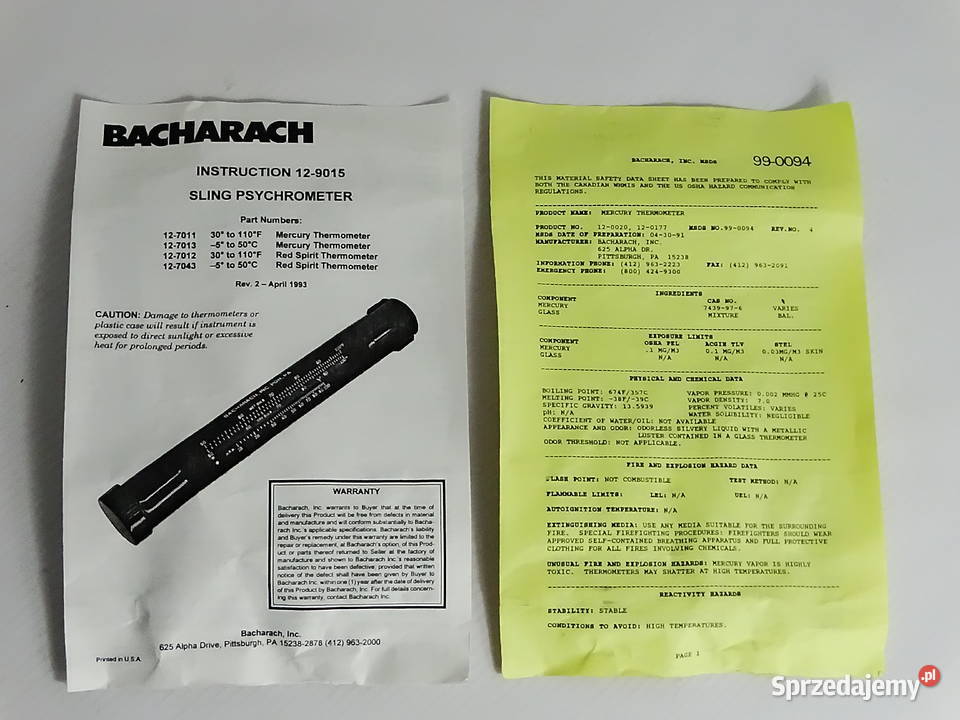 BACHARACH
INSTRUCTION 12-9015
SLING PSYCHROMETER
Part Numbers:
12-7011 30° to 110°F Mercury Thermometer
12-7013 –5° to 50°C Mercury Thermometer
12-7012 30° to 110°F Red Spirit Thermometer
12-7043 –5° to 50°C Red Spirit Thermometer
Rev. 2 – April 1993
CAUTION: Damage to thermometers or
plastic case will result if instrument is
exposed to direct sunlight or excessive
heat for prolonged periods.
BACHARACH INC PGH, PA
WARRANTY
Bacharach, Inc. warrants to Buyer that at the time of
delivery this Product will be free from defects in material
and manufacture and will conform substantially to Bacha-
rach Inc.'s applicable specifications. Bacharach's liability
and Buyer's remedy under this warranty are limited to the
repair or replacement, at Bacharach's option, of this Prod-
uct or parts thereof returned to Seller at the factory of
manufacture and shown to Bacharach Inc.'s reasonable
satisfaction to have been defective; provided that written
notice of the defect shall have been given by Buyer to
Bacharach Inc. within one (1) year after the date of delivery
of this Product by Bacharach, Inc. For full details concern-
ing this warranty, contact Bacharach Inc.
Bacharach, Inc.
625 Alpha Drive, Pittsburgh, PA 15238-2878 (412) 963-2000
Printed in U.S.A.
BACHARACH, INC. MSDS 99-0094
THIS MATERIAL SAFETY DATA SHEET HAS BEEN PREPARED TO COMPLY WITH
BOTH THE CANADIAN WHMIS AND THE US OSHA HAZARD COMMUNICATION
REGULATIONS.
PRODUCT NAME: MERCURY THERMOMETER
PRODUCT NO. 12-0020, 12-0177 MSDS NO.99-0094 REV.NO. 4
MSDS DATE OF PREPARATION: 04-30-91
MANUFACTURER: BACHARACH, INC.
625 ALPHA DR.
PITTSBURGH, PA 15238
INFORMATION PHONE: (412) 963-2223 FAX: (412) 963-2091
EMERGENCY PHONE: (800) 424-9300
INGREDIENTS
COMPONENT CAS NO. %
MERCURY 7439-97-6 VARIES
GLASS MIXTURE BAL.
EXPOSURE LIMITS
COMPONENT OSHA PEL ACGIH TLV STEL
MERCURY .1 MG/M3 0.1 MG/M3 0.03MG/M3 SKIN
GLASS N/A N/A N/A
PHYSICAL AND CHEMICAL DATA
BOILING POINT: 674F/357C VAPOR PRESSURE: 0.002 MMHG @ 25C
MELTING POINT: -38F/-39C VAPOR DENSITY: 7.0
SPECIFIC GRAVITY: 13.5939 PERCENT VOLATILES: VARIES
pH: N/A WATER SOLUBILITY: NEGLIGIBLE
COEFFICIENT OF WATER/OIL: NOT AVAILABLE
APPEARANCE AND ODOR: ODORLESS SILVERY LIQUID WITH A METALLIC
LUSTER CONTAINED IN A GLASS THERMOMETER
ODOR THRESHOLD: NOT APPLICABLE.
FIRE AND EXPLOSION HAZARD DATA
FLASH POINT: NOT COMBUSTIBLE TEST METHOD: N/A
FLAMMABLE LIMITS: LEL: N/A UEL: N/A
AUTOIGNITION TEMPERATURE: N/A
EXTINGUISHING MEDIA: USE ANY MEDIA SUITABLE FOR THE SURROUNDING
FIRE. SPECIAL FIREFIGHTING PROCEDURES: FIREFIGHTERS SHOULD WEAR
APPROVED SELF-CONTAINED BREATHING APPARATUS AND FULL PROTECTIVE
CLOTHING FOR ALL FIRES INVOLVING CHEMICALS.
UNUSUAL FIRE AND EXPLOSION HAZARDS: MERCURY VAPOR IS HIGHLY
TOXIC. THERMOMETERS MAY SHATTER AT HIGH TEMPERATURES.
REACTIVITY HAZARDS
STABILITY: STABLE
CONDITIONS TO AVOID: HIGH TEMPERATURES.
PAGE 1
Sprzedajemy.pl